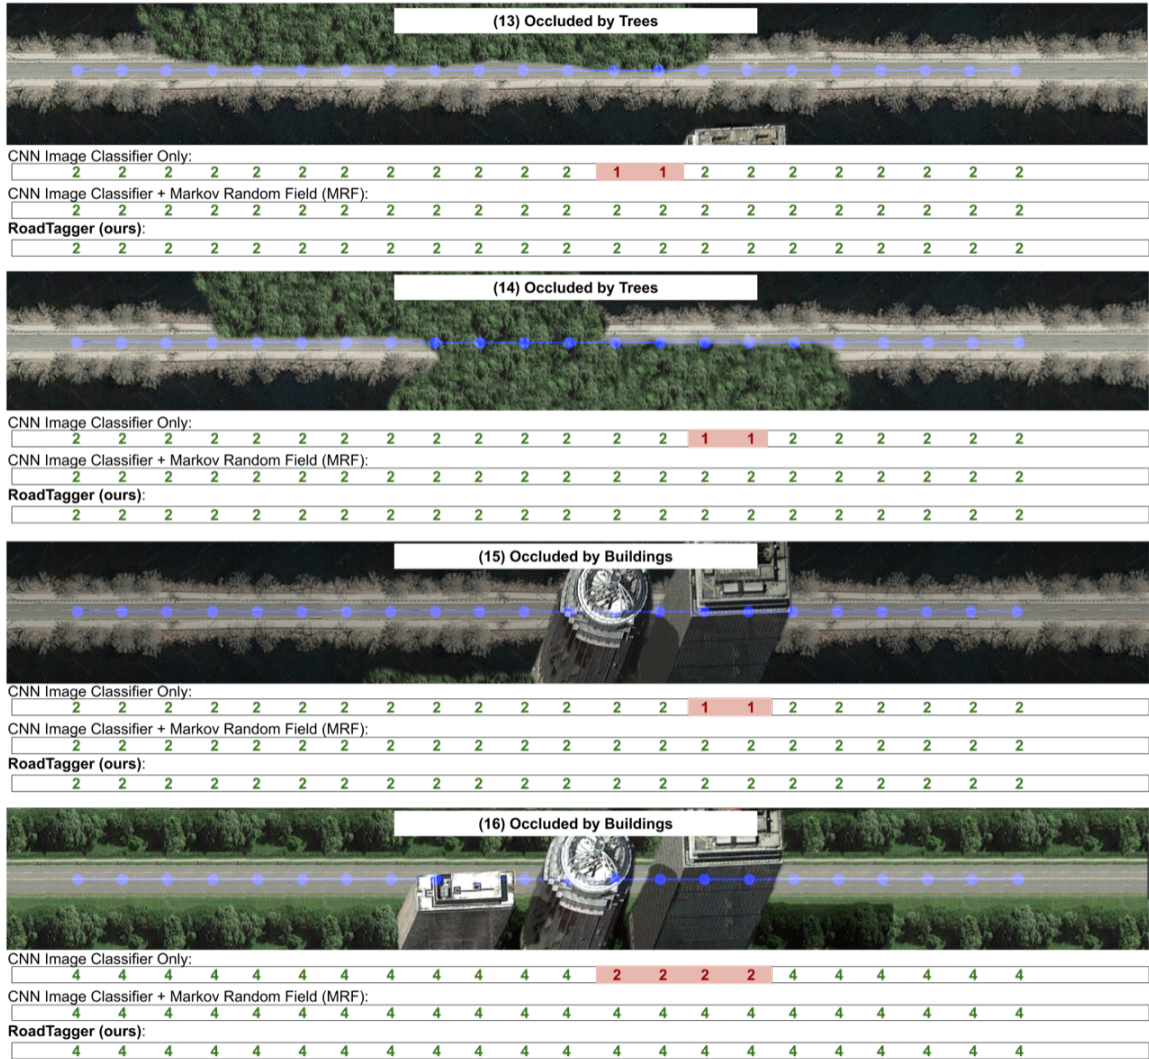 (13) Occluded by Trees
CNN Image Classifier Only:
2 2 2 2 2 2 2 2 2 2 2 2 1 1 2 2 2 2 2 2 2 2
CNN Image Classifier + Markov Random Field (MRF):
2 2 2 2 2 2 2 2 2 2 2 2 2 2 2 2 2 2 2 2 2 2
RoadTagger (ours):
2 2 2 2 2 2 2 2 2 2 2 2 2 2 2 2 2 2 2 2 2 2
(14) Occluded by Trees
CNN Image Classifier Only:
2 2 2 2 2 2 2 2 2 2 2 2 2 2 1 1 2 2 2 2 2 2
CNN Image Classifier + Markov Random Field (MRF):
2 2 2 2 2 2 2 2 2 2 2 2 2 2 2 2 2 2 2 2 2 2
RoadTagger (ours):
2 2 2 2 2 2 2 2 2 2 2 2 2 2 2 2 2 2 2 2 2 2
(15) Occluded by Buildings
CNN Image Classifier Only:
2 2 2 2 2 2 2 2 2 2 2 2 2 2 1 1 2 2 2 2 2 2
CNN Image Classifier + Markov Random Field (MRF):
2 2 2 2 2 2 2 2 2 2 2 2 2 2 2 2 2 2 2 2 2 2
RoadTagger (ours):
2 2 2 2 2 2 2 2 2 2 2 2 2 2 2 2 2 2 2 2 2 2
(16) Occluded by Buildings
CNN Image Classifier Only:
4 4 4 4 4 4 4 4 4 4 4 4 2 2 2 2 4 4 4 4 4 4
CNN Image Classifier + Markov Random Field (MRF):
4 4 4 4 4 4 4 4 4 4 4 4 4 4 4 4 4 4 4 4 4 4
RoadTagger (ours):
4 4 4 4 4 4 4 4 4 4 4 4 4 4 4 4 4 4 4 4 4 4